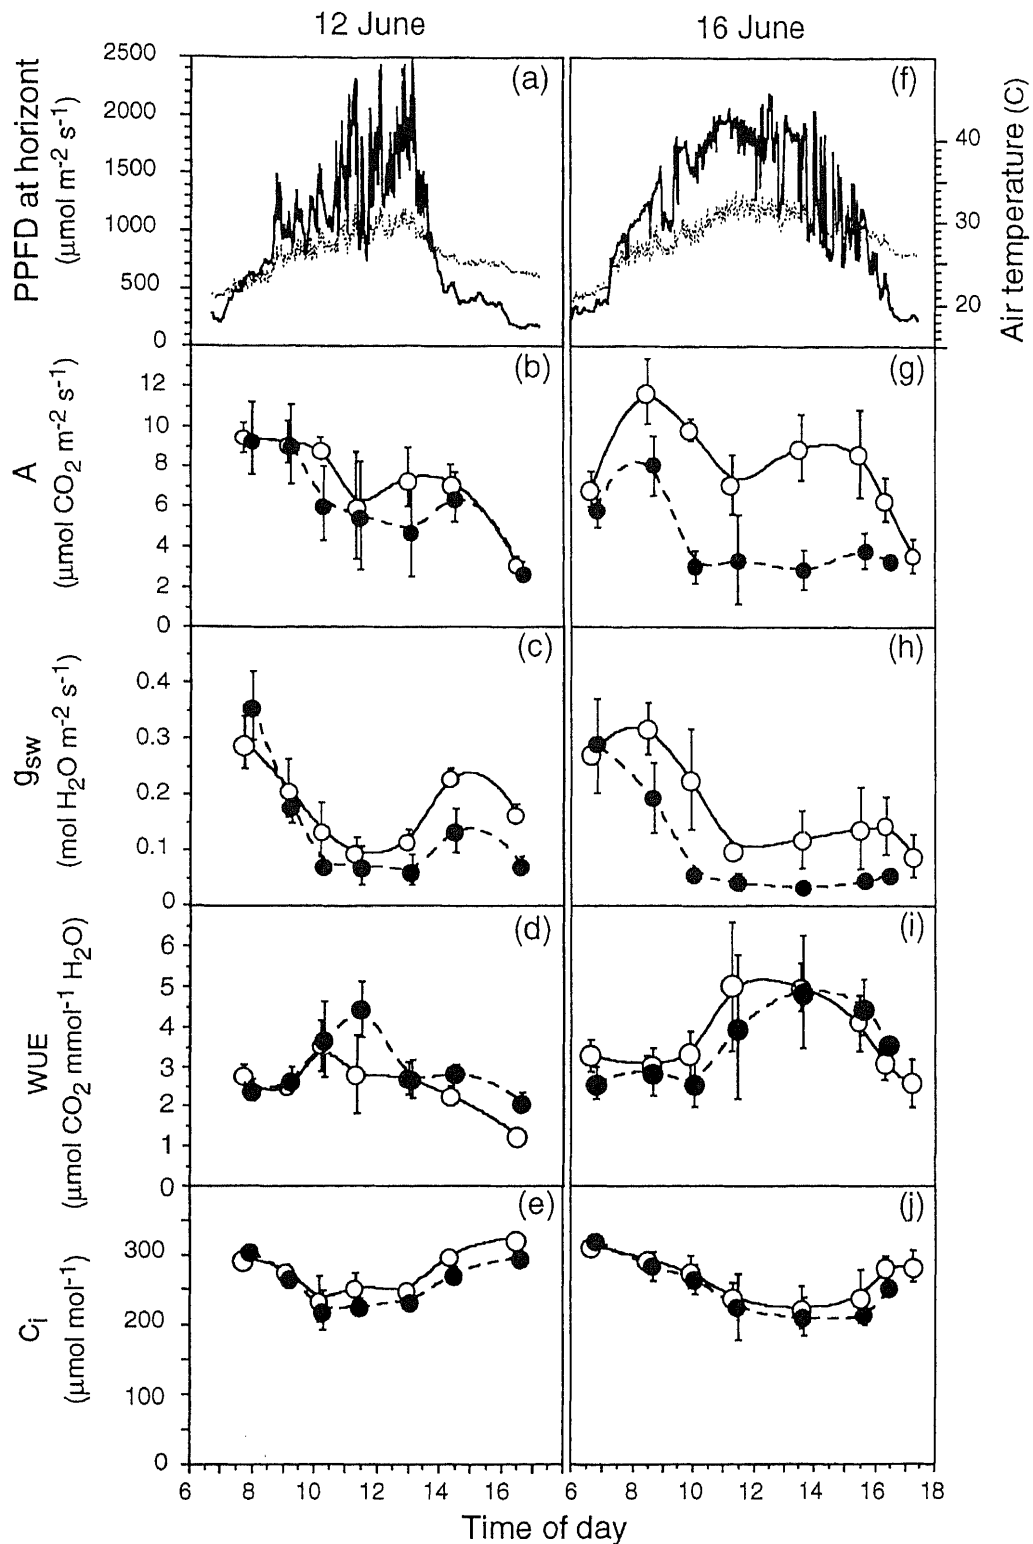 12 June
16 June
PPFD at horizont
(μmol m-2 s-1)
2500
2000
1500
1000
500
0
(a)
(f)
Air temperature (C)
40
30
20
A
(μmol CO2 m-2 s-1)
12
10
8
6
4
2
0
(b)
(g)
gsw
(mol H2O m-2 s-1)
0.4
0.3
0.2
0.1
0
(c)
(h)
WUE
(μmol CO2 mmol-1 H2O)
6
5
4
3
2
1
0
(d)
(i)
Ci
(μmol mol-1)
300
200
100
0
(e)
(j)
6 8 10 12 14 16 6 8 10 12 14 16 18
Time of day